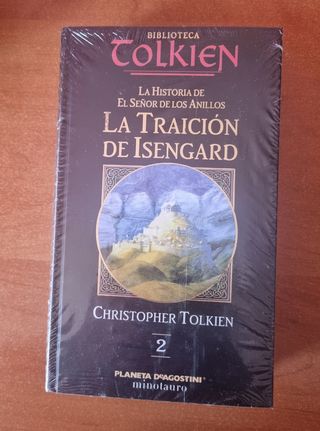 BIBLIOTECA
TOLKIEN
LA HISTORIA DE
EL SEÑOR DE LOS ANILLOS
LA TRAICIÓN
DE ISENGARD
CHRISTOPHER TOLKIEN
2
PLANETA DEAGOSTINI
minotauro